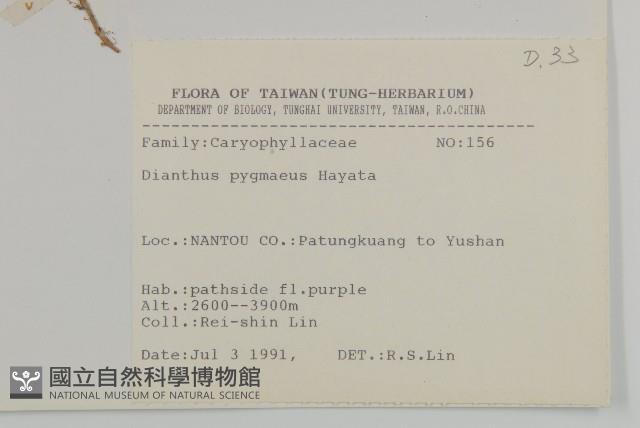 D.33
FLORA OF TAIWAN(TUNG-HERBARIUM)
DEPARTMENT OF BIOLOGY, TUNGHAI UNIVERSITY, TAIWAN, R.O.CHINA
Family:Caryophyllaceae NO:156
Dianthus pygmaeus Hayata
Loc.:NANTOU CO.:Patungkuang to Yushan
Hab.:pathside fl.purple
Alt.:2600--3900m
Coll.:Rei-shin Lin
Date:Jul 3 1991, DET.:R.S.Lin
國立自然科學博物館
NATIONAL MUSEUM OF NATURAL SCIENCE